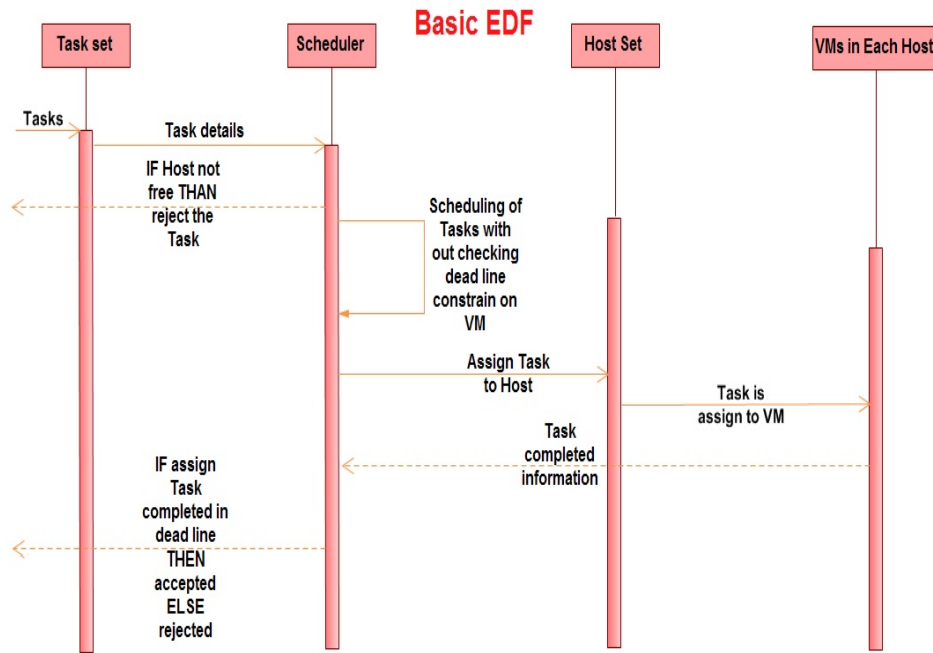 Basic EDF
Task set
Scheduler
Host Set
VMs in Each Host
Tasks
Task details
IF Host not
free THAN
reject the
Task
Scheduling of
Tasks with
out checking
dead line
constrain on
VM
Assign Task
to Host
Task is
assign to VM
Task
completed
information
IF assign
Task
completed in
dead line
THEN
accepted
ELSE
rejected